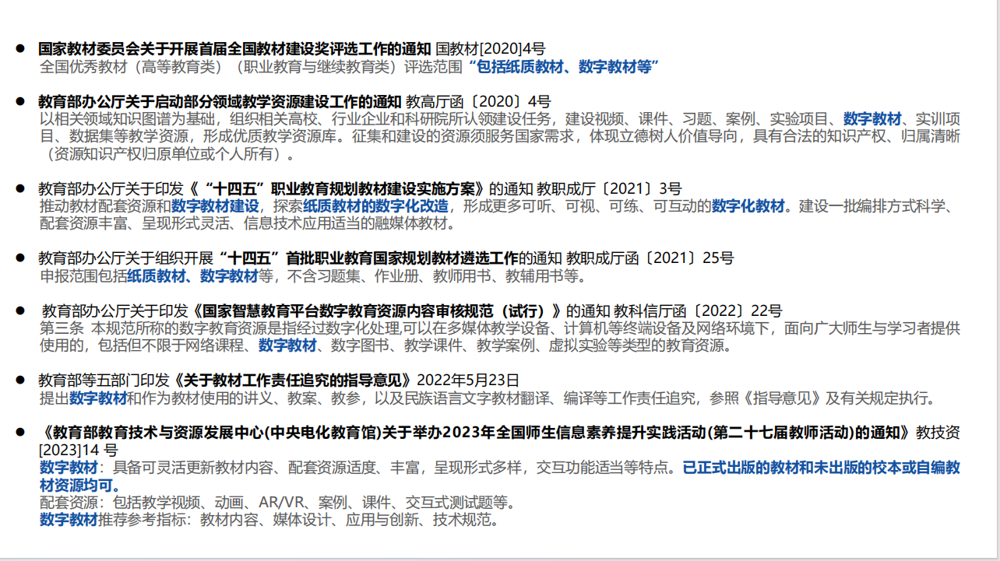 ● 国家教材委员会关于开展首届全国教材建设奖评选工作的通知 国教材[2020]4号
全国优秀教材（高等教育类）（职业教育与继续教育类）评选范围“包括纸质教材、数字教材等”
● 教育部办公厅关于启动部分领域教学资源建设工作的通知 教高厅函〔2020〕4号
以相关领域知识图谱为基础，组织相关高校、行业企业和科研院所认领建设任务，建设视频、课件、习题、案例、实验项目、数字教材、实训项
目、数据集等教学资源，形成优质教学资源库。征集和建设的资源须服务国家需求，体现立德树人价值导向，具有合法的知识产权、归属清晰
（资源知识产权归原单位或个人所有）。
● 教育部办公厅关于印发《“十四五”职业教育规划教材建设实施方案》的通知 教职成厅〔2021〕3号
推动教材配套资源和数字教材建设，探索纸质教材的数字化改造，形成更多可听、可视、可练、可互动的数字化教材。建设一批编排方式科学、
配套资源丰富、呈现形式灵活、信息技术应用适当的融媒体教材。
● 教育部办公厅关于组织开展“十四五”首批职业教育国家规划教材遴选工作的通知 教职成厅函〔2021〕25号
申报范围包括纸质教材、数字教材等，不含习题集、作业册、教师用书、教辅用书等。
● 教育部办公厅关于印发《国家智慧教育平台数字教育资源内容审核规范（试行）》的通知 教科信厅函〔2022〕22号
第三条 本规范所称的数字教育资源是指经过数字化处理,可以在多媒体教学设备、计算机等终端设备及网络环境下，面向广大师生与学习者提供
使用的，包括但不限于网络课程、数字教材、数字图书、教学课件、教学案例、虚拟实验等类型的教育资源。
● 教育部等五部门印发《关于教材工作责任追究的指导意见》2022年5月23日
提出数字教材和作为教材使用的讲义、教案、教参，以及民族语言文字教材翻译、编译等工作责任追究，参照《指导意见》及有关规定执行。
● 《教育部教育技术与资源发展中心(中央电化教育馆)关于举办2023年全国师生信息素养提升实践活动(第二十七届教师活动)的通知》教技资
[2023]14 号
数字教材：具备可灵活更新教材内容、配套资源适度、丰富，呈现形式多样，交互功能适当等特点。已正式出版的教材和未出版的校本或自编教
材资源均可。
配套资源：包括教学视频、动画、AR/VR、案例、课件、交互式测试题等。
数字教材推荐参考指标：教材内容、媒体设计、应用与创新、技术规范。